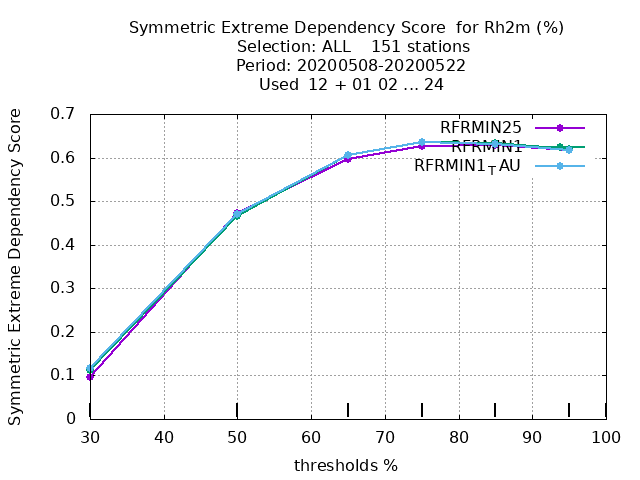 Symmetric Extreme Dependency Score  for Rh2m (%)
Selection: ALL    151 stations
Period: 20200508-20200522
Used  12 + 01 02 ... 24
Symmetric Extreme Dependency Score
0.7
0.6
0.5
0.4
0.3
0.2
0.1
0
RFRMIN25
RFRMIN1
RFRMIN1TAU
30 40 50 60 70 80 90 100
thresholds %